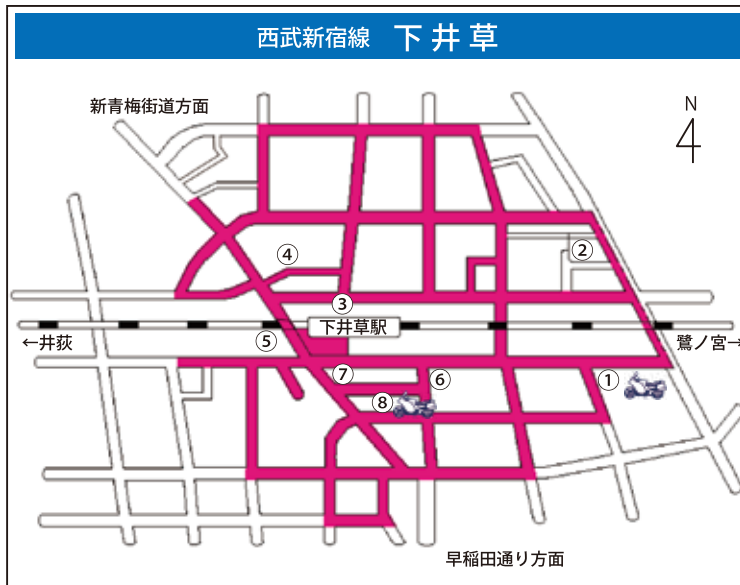 西武新宿線 下井草
新青梅街道方面
N
④
②
③
下井草駅
←井荻
⑤
鷺ノ宮→
⑦
⑥
①
⑧
早稲田通り方面